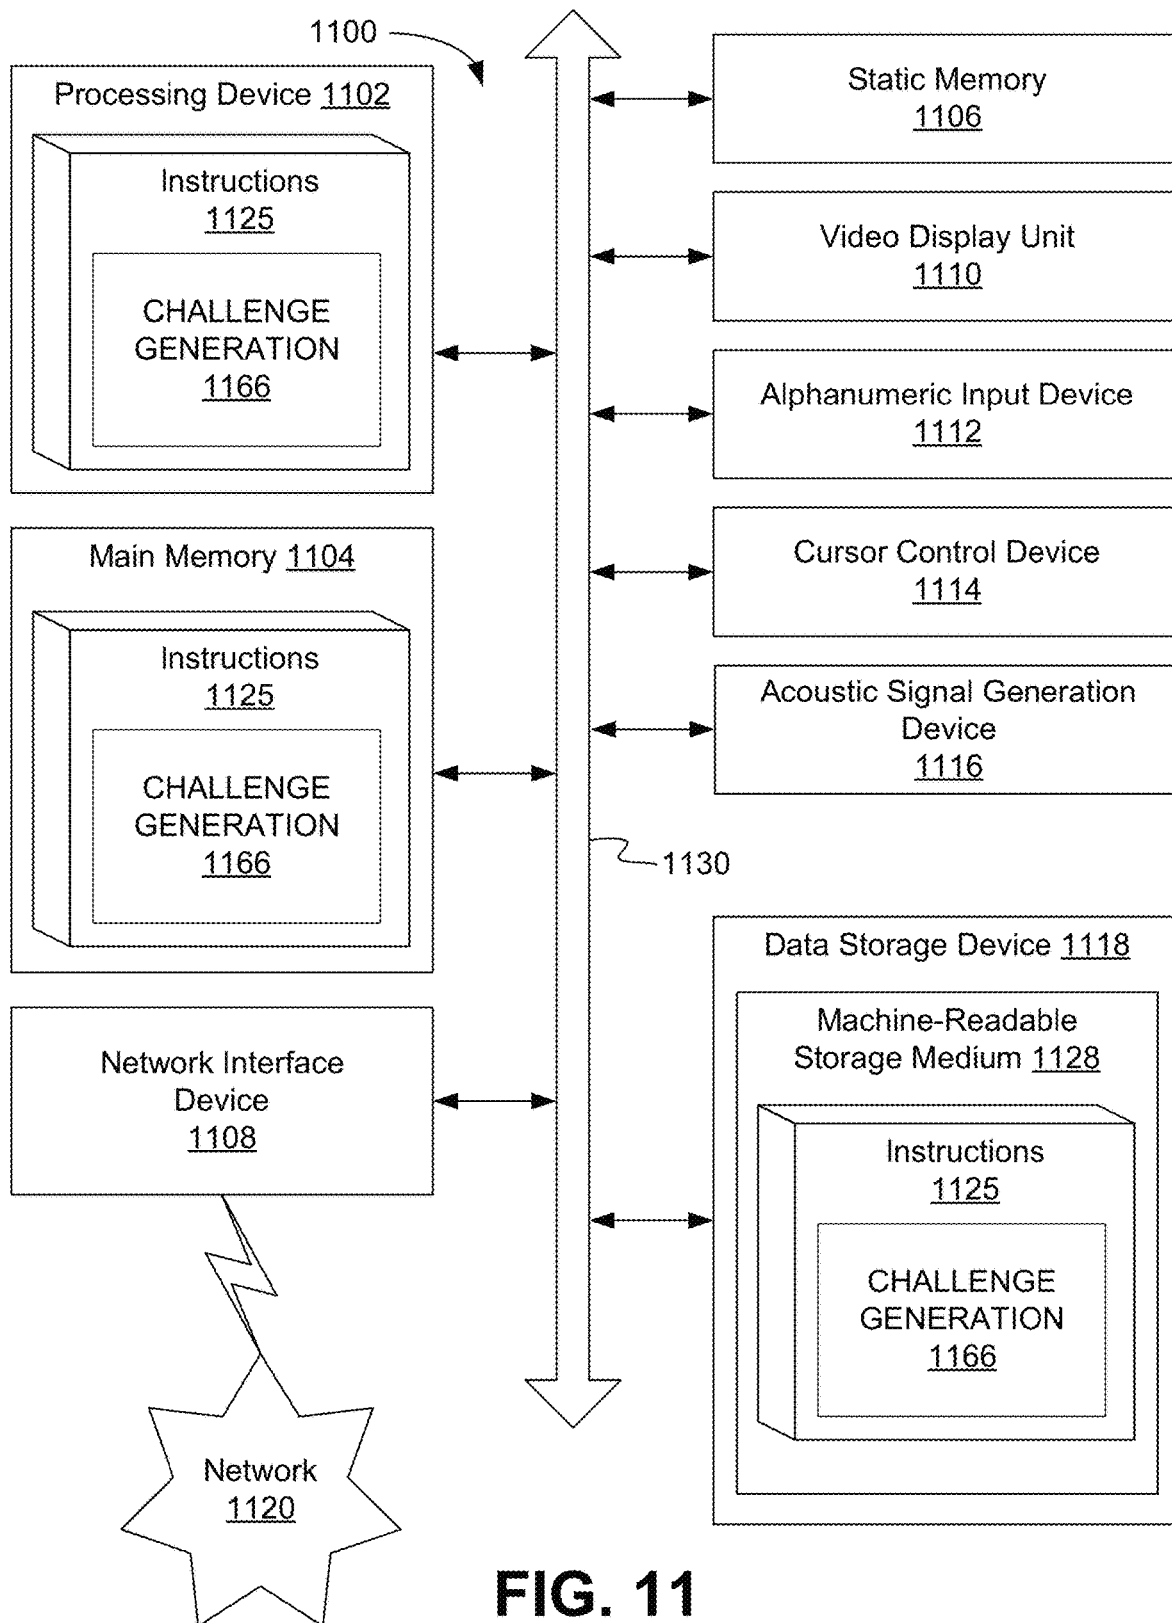 1100
Processing Device 1102
Instructions
1125
CHALLENGE
GENERATION
1166
Main Memory 1104
Instructions
1125
CHALLENGE
GENERATION
1166
Network Interface
Device
1108
Network
1120
Static Memory
1106
Video Display Unit
1110
Alphanumeric Input Device
1112
Cursor Control Device
1114
Acoustic Signal Generation
Device
1116
1130
Data Storage Device 1118
Machine-Readable
Storage Medium 1128
Instructions
1125
CHALLENGE
GENERATION
1166
FIG. 11